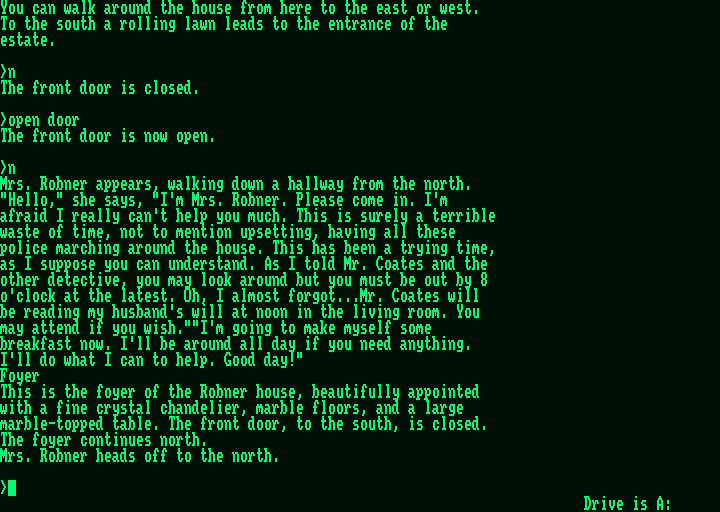 You can walk around the house from here to the east or west.
To the south a rolling lawn leads to the entrance of the
estate.
>n
The front door is closed.
>open door
The front door is now open.
>n
Mrs. Robner appears, walking down a hallway from the north.
"Hello," she says, "I'm Mrs. Robner. Please come in. I'm
afraid I really can't help you much. This is surely a terrible
waste of time, not to mention upsetting, having all these
police marching around the house. This has been a trying time,
as I suppose you can understand. As I told Mr. Coates and the
other detective, you may look around but you must be out by 8
o'clock at the latest. Oh, I almost forgot...Mr. Coates will
be reading my husband's will at noon in the living room. You
may attend if you wish.""I'm going to make myself some
breakfast now. I'll be around all day if you need anything.
I'll do what I can to help. Good day!"
Foyer
This is the foyer of the Robner house, beautifully appointed
with a fine crystal chandelier, marble floors, and a large
marble-topped table. The front door, to the south, is closed.
The foyer continues north.
Mrs. Robner heads off to the north.
>
Drive is A: